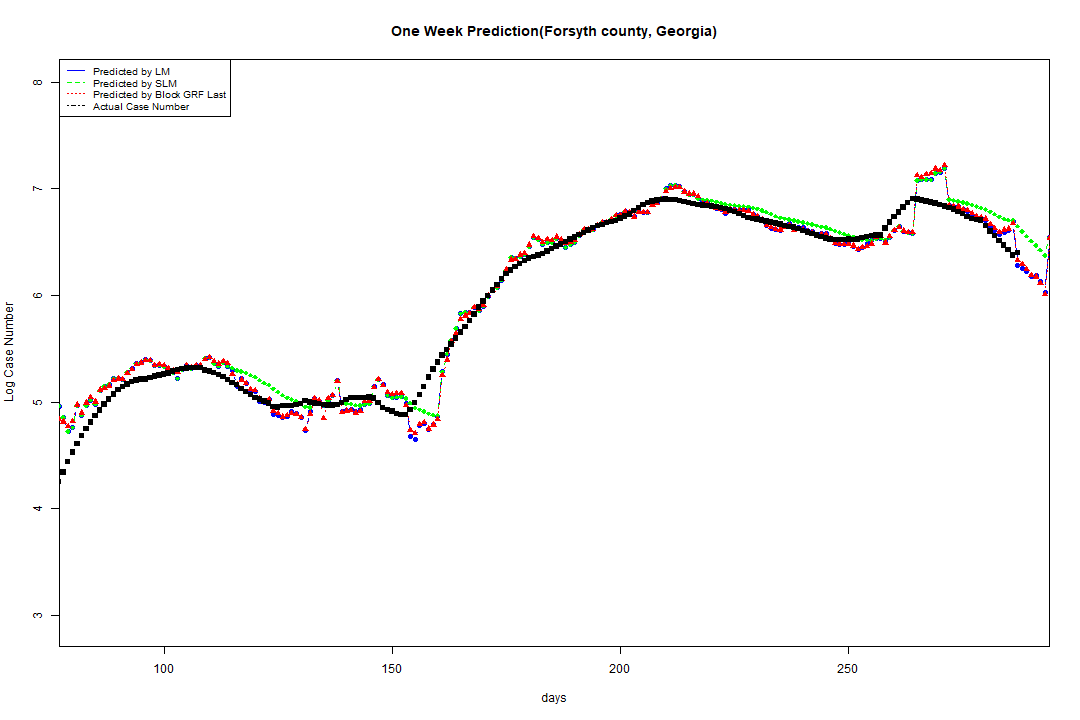 One Week Prediction(Forsyth county, Georgia)
Predicted by LM
Predicted by SLM
Predicted by Block GRF Last
Actual Case Number
8
7
6
5
4
3
Log Case Number
100 150 200 250
days